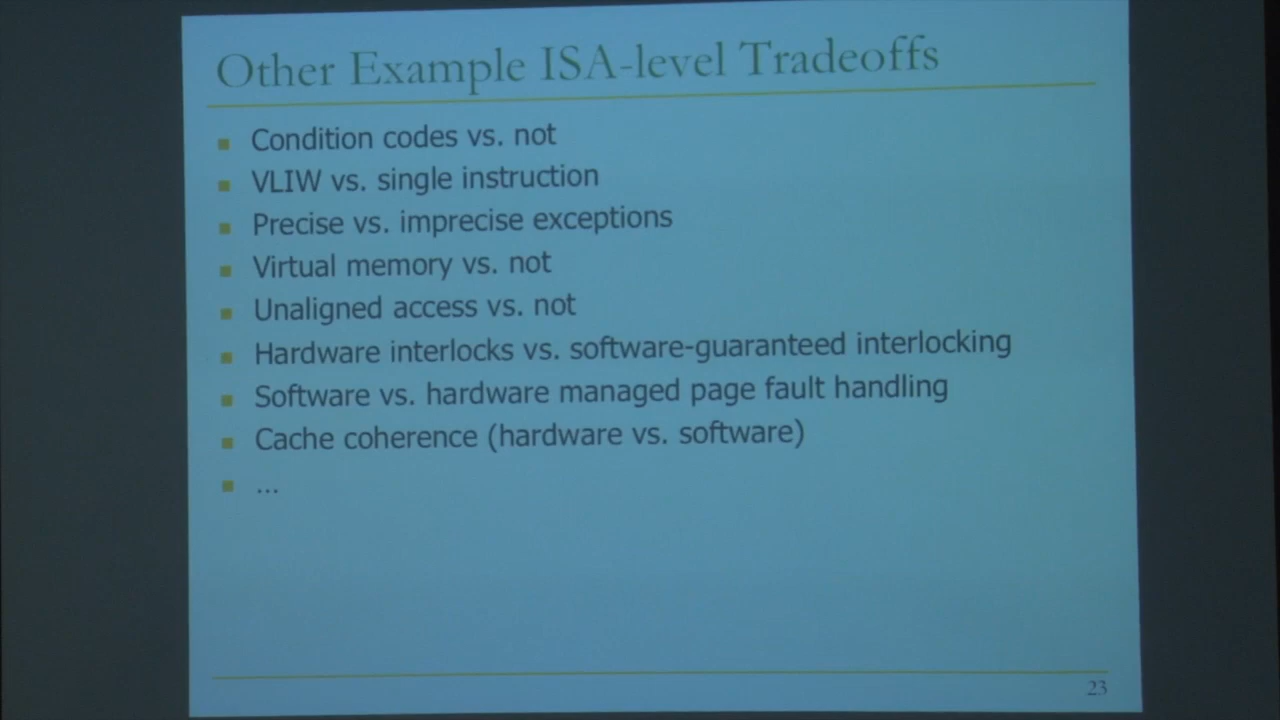 Other Example ISA-level Tradeoffs
Condition codes vs. not
VLIW vs. single instruction
Precise vs. imprecise exceptions
Virtual memory vs. not
Unaligned access vs. not
Hardware interlocks vs. software-guaranteed interlocking
Software vs. hardware managed page fault handling
Cache coherence (hardware vs. software)
...
23